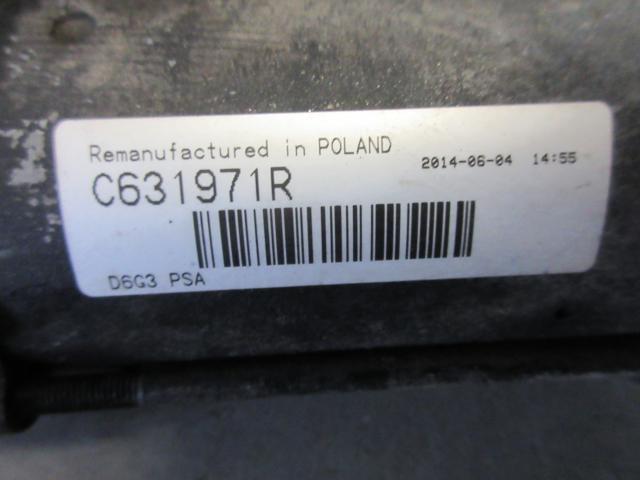 Remanufactured in POLAND 2014-06-04 14:55
C631971R
D6G3 PSA